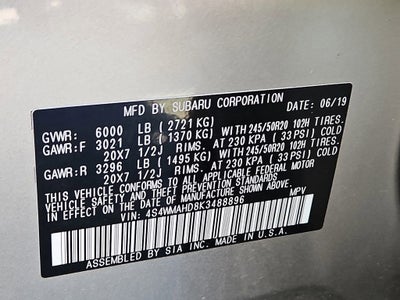 MFD BY SUBARU CORPORATION DATE: 06/19
GVWR: 6000 LB (2721 KG)
GAWR:F 3021 LB (1370 KG) WITH 245/50R20 102H TIRES.
20X7 1/2J RIMS. AT 230 KPA ( 33 PSI) COLD
GAWR:R 3296 LB (1495 KG) WITH 245/50R20 102H TIRES.
20X7 1/2J RIMS. AT 230 KPA ( 33 PSI) COLD
THIS VEHICLE CONFORMS TO ALL APPLICABLE FEDERAL MOTOR
VEHICLE SAFETY AND THEFT PREVENTION STANDARDS
IN EFFECT ON THE DATE OF MANUFACTURE SHOWN ABOVE.
VIN: 4S4WMAHD8K3488896 MPV
ASSEMBLED BY SIA INC. MADE IN U.S.A.